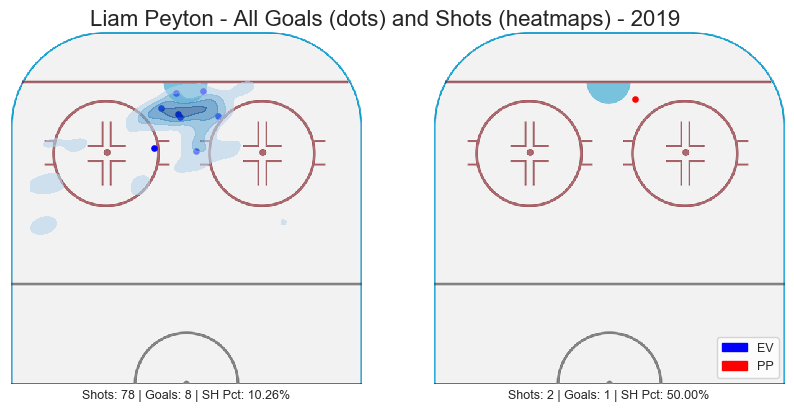 Liam Peyton - All Goals (dots) and Shots (heatmaps) - 2019
EV
PP
Shots: 78 | Goals: 8 | SH Pct: 10.26%
Shots: 2 | Goals: 1 | SH Pct: 50.00%